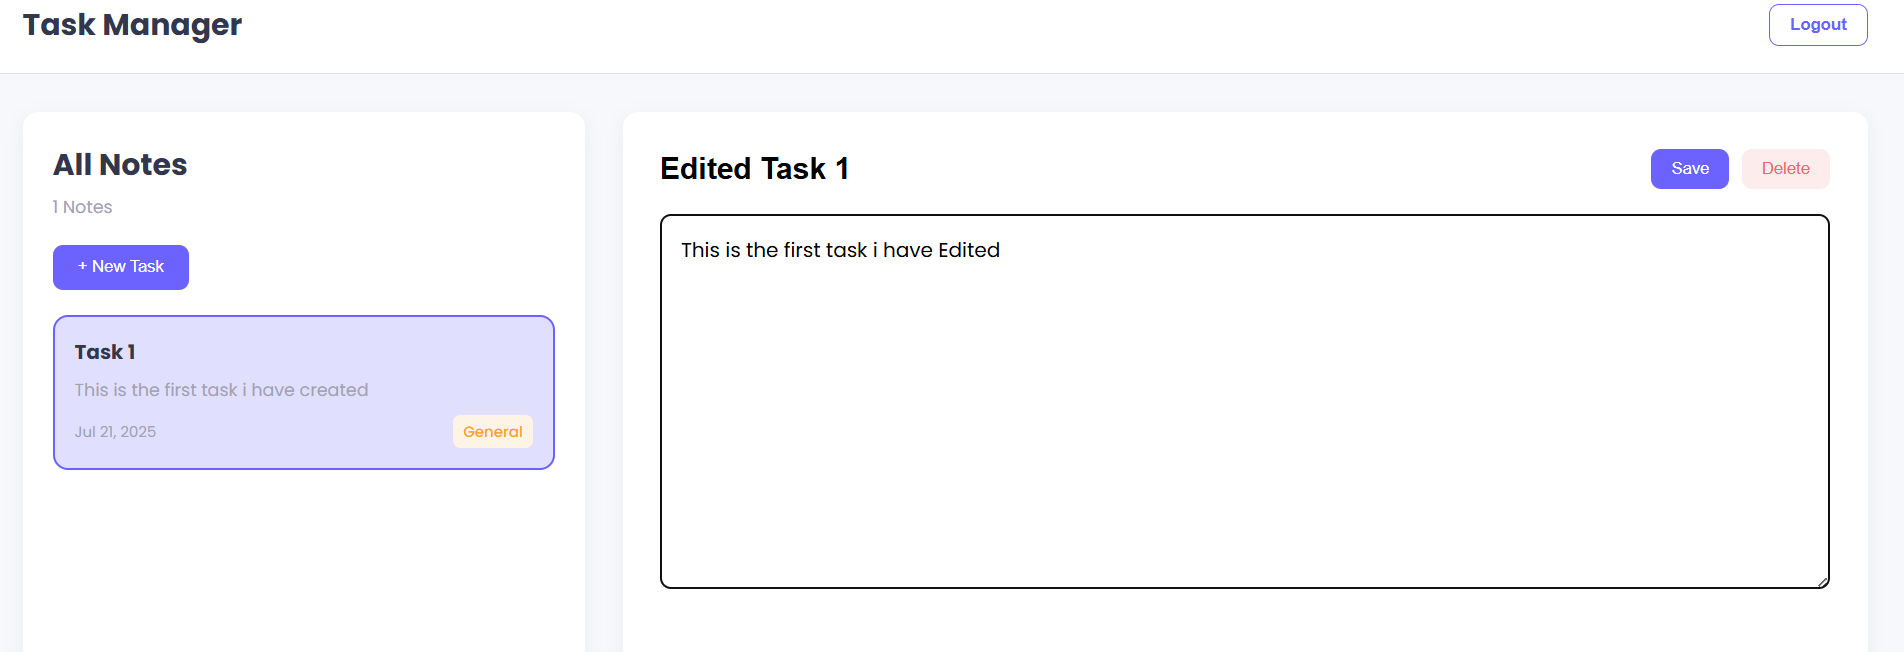 Task Manager
Logout
All Notes
1 Notes
+ New Task
Task 1
This is the first task i have created
Jul 21, 2025
General
Edited Task 1
Save
Delete
This is the first task i have Edited